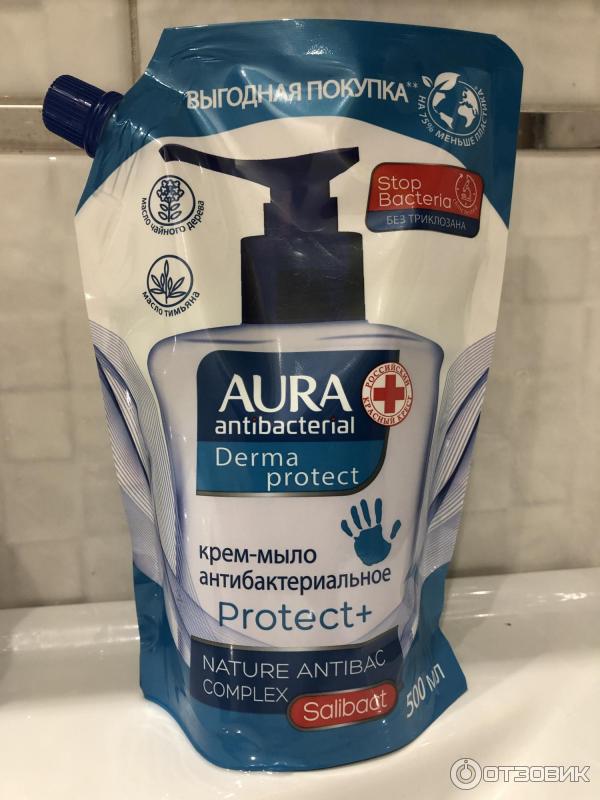 ВЫГОДНАЯ ПОКУПКА**
НА 75% МЕНЬШЕ ПЛАСТИКА
Stop
Bacteria
БЕЗ ТРИКЛОЗАНА
масло чайного дерева
масло тимьяна
AURA
antibacterial
Derma
protect
РОССИЙСКИЙ
КРАСНЫЙ КРЕСТ
крем-мыло
антибактериальное
Protect+
NATURE ANTIBAC
COMPLEX
Salibact
500 мл
ОТЗОВИК